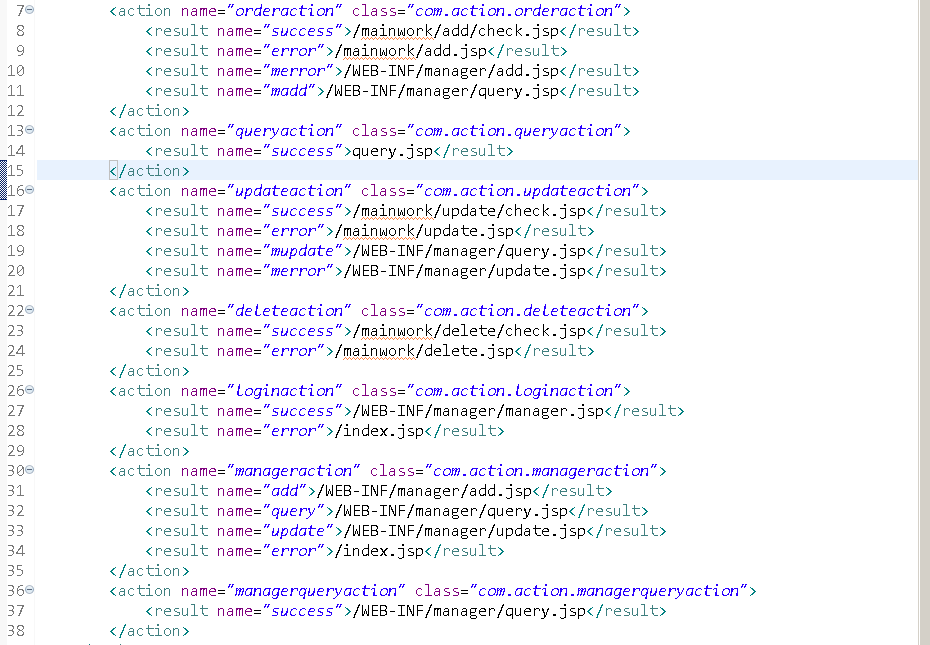 7 <action name="orderaction" class="com.action.orderaction">
8 <result name="success">/mainwork/add/check.jsp</result>
9 <result name="error">/mainwork/add.jsp</result>
10 <result name="merror">/WEB-INF/manager/add.jsp</result>
11 <result name="madd">/WEB-INF/manager/query.jsp</result>
12 </action>
13 <action name="queryaction" class="com.action.queryaction">
14 <result name="success">query.jsp</result>
15 </action>
16 <action name="updateaction" class="com.action.updateaction">
17 <result name="success">/mainwork/update/check.jsp</result>
18 <result name="error">/mainwork/update.jsp</result>
19 <result name="mupdate">/WEB-INF/manager/query.jsp</result>
20 <result name="merror">/WEB-INF/manager/update.jsp</result>
21 </action>
22 <action name="deleteaction" class="com.action.deleteaction">
23 <result name="success">/mainwork/delete/check.jsp</result>
24 <result name="error">/mainwork/delete.jsp</result>
25 </action>
26 <action name="loginaction" class="com.action.loginaction">
27 <result name="success">/WEB-INF/manager/manager.jsp</result>
28 <result name="error">/index.jsp</result>
29 </action>
30 <action name="manageraction" class="com.action.manageraction">
31 <result name="add">/WEB-INF/manager/add.jsp</result>
32 <result name="query">/WEB-INF/manager/query.jsp</result>
33 <result name="update">/WEB-INF/manager/update.jsp</result>
34 <result name="error">/index.jsp</result>
35 </action>
36 <action name="managerqueryaction" class="com.action.managerqueryaction">
37 <result name="success">/WEB-INF/manager/query.jsp</result>
38 </action>